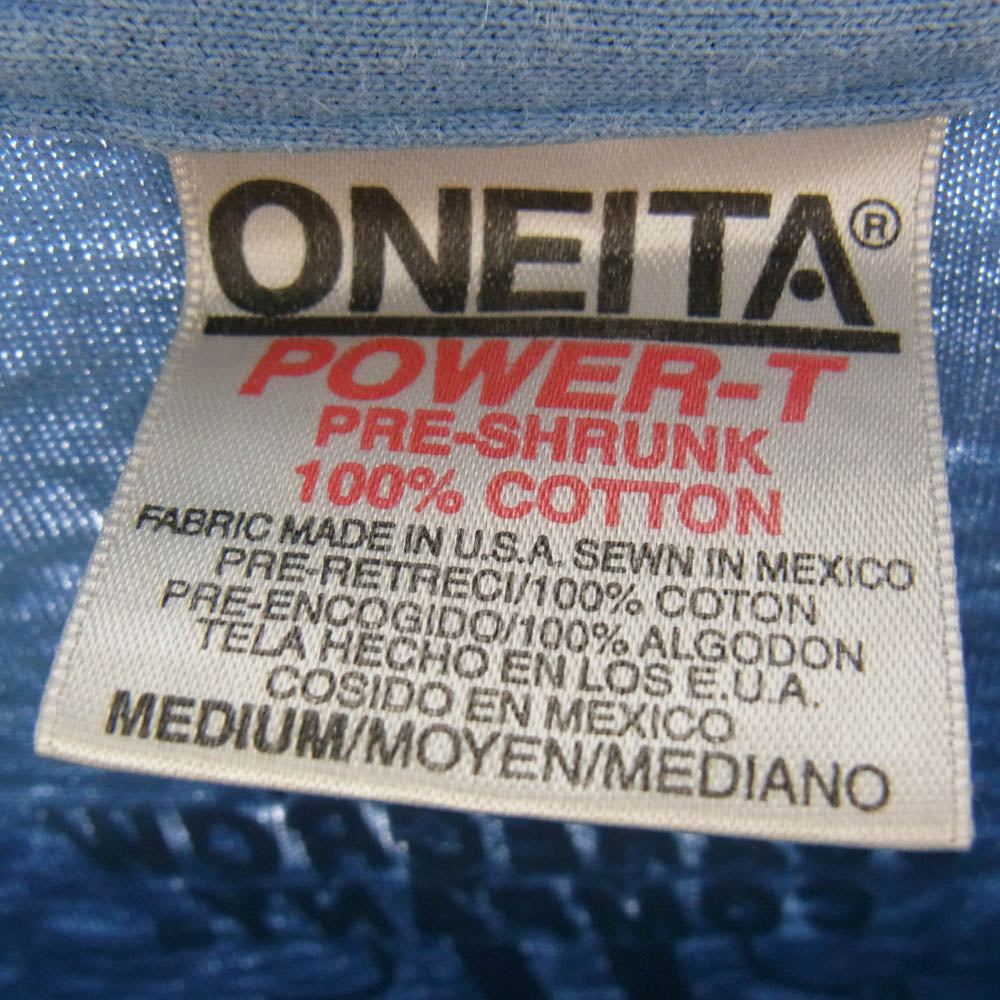 ONEITA®
POWER-T
PRE-SHRUNK
100% COTTON
FABRIC MADE IN U.S.A. SEWN IN MEXICO
PRE-RETRECI/100% COTON
PRE-ENCOGIDO/100% ALGODON
TELA HECHO EN LOS E.U.A.
COSIDO EN MEXICO
MEDIUM/MOYEN/MEDIANO